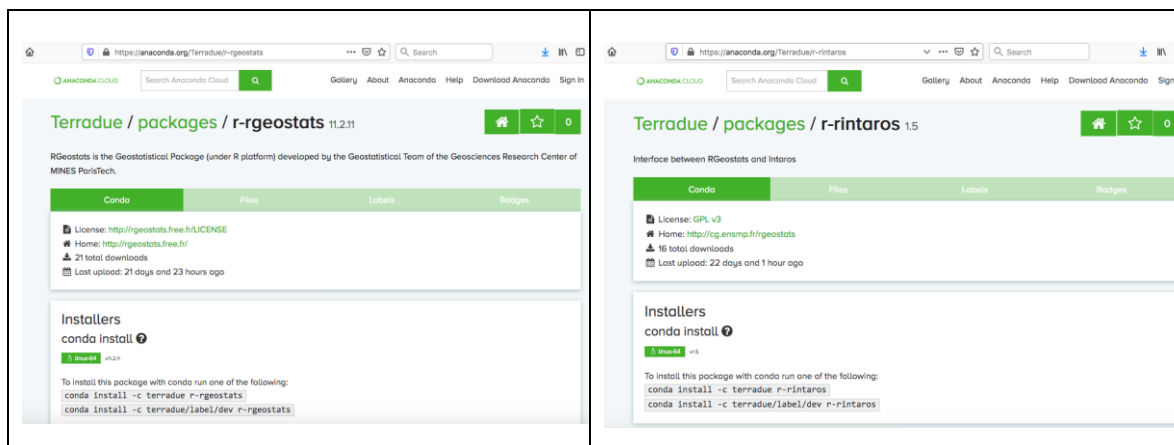 https://anaconda.org/Terradue/r-rgeostats
Search
ANACONDA CLOUD
Search Anaconda Cloud
Gallery About Anaconda Help Download Anaconda Sign In
Terradue / packages / r-rgeostats 11.2.11
0
RGeostats is the Geostatistical Package (under R platform) developed by the Geostatistical Team of the Geosciences Research Center of
MINES ParisTech.
Conda Files Labels Badges
License: http://rgeostats.free.fr/LICENSE
Home: http://rgeostats.free.fr/
21 total downloads
Last upload: 21 days and 23 hours ago
Installers
conda install
linux-64 v11.2.11
To install this package with conda run one of the following:
conda install -c terradue r-rgeostats
conda install -c terradue/label/dev r-rgeostats
https://anaconda.org/Terradue/r-rintaros
Search
ANACONDA CLOUD
Search Anaconda Cloud
Gallery About Anaconda Help Download Anaconda Sign
Terradue / packages / r-rintaros 1.5
0
Interface between RGeostats and Intaros
Conda Files Labels Badges
License: GPL v3
Home: http://cg.ensmp.fr/rgeostats
16 total downloads
Last upload: 22 days and 1 hour ago
Installers
conda install
linux-64 v1.5
To install this package with conda run one of the following:
conda install -c terradue r-rintaros
conda install -c terradue/label/dev r-rintaros